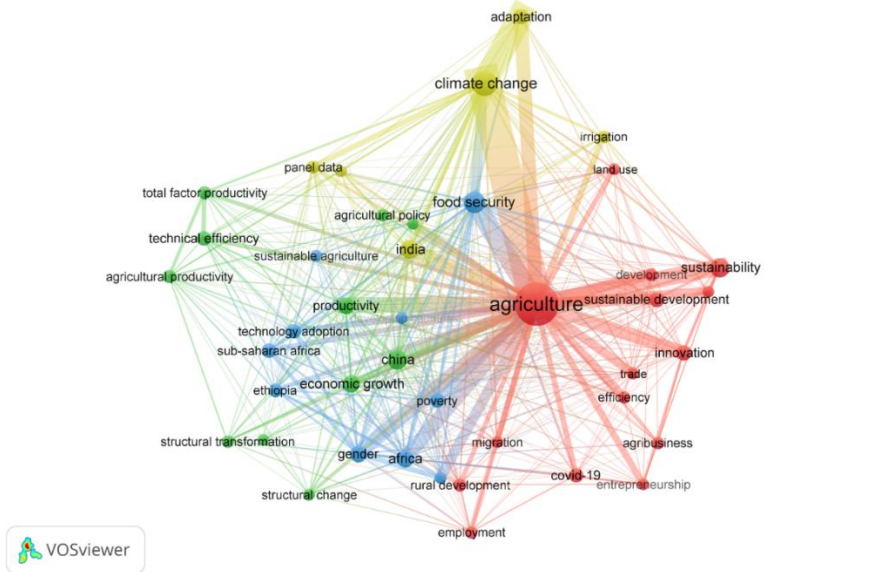 adaptation
climate change
irrigation
panel data
land use
total factor productivity
food security
agricultural policy
technical efficiency
india
sustainable agriculture
sustainability
development
agricultural productivity
agriculture
sustainable development
productivity
technology adoption
sub-saharan africa
innovation
china
trade
economic growth
ethiopia
efficiency
poverty
structural transformation
migration
agribusiness
gender
africa
covid-19
rural development
entrepreneurship
structural change
employment
VOSviewer